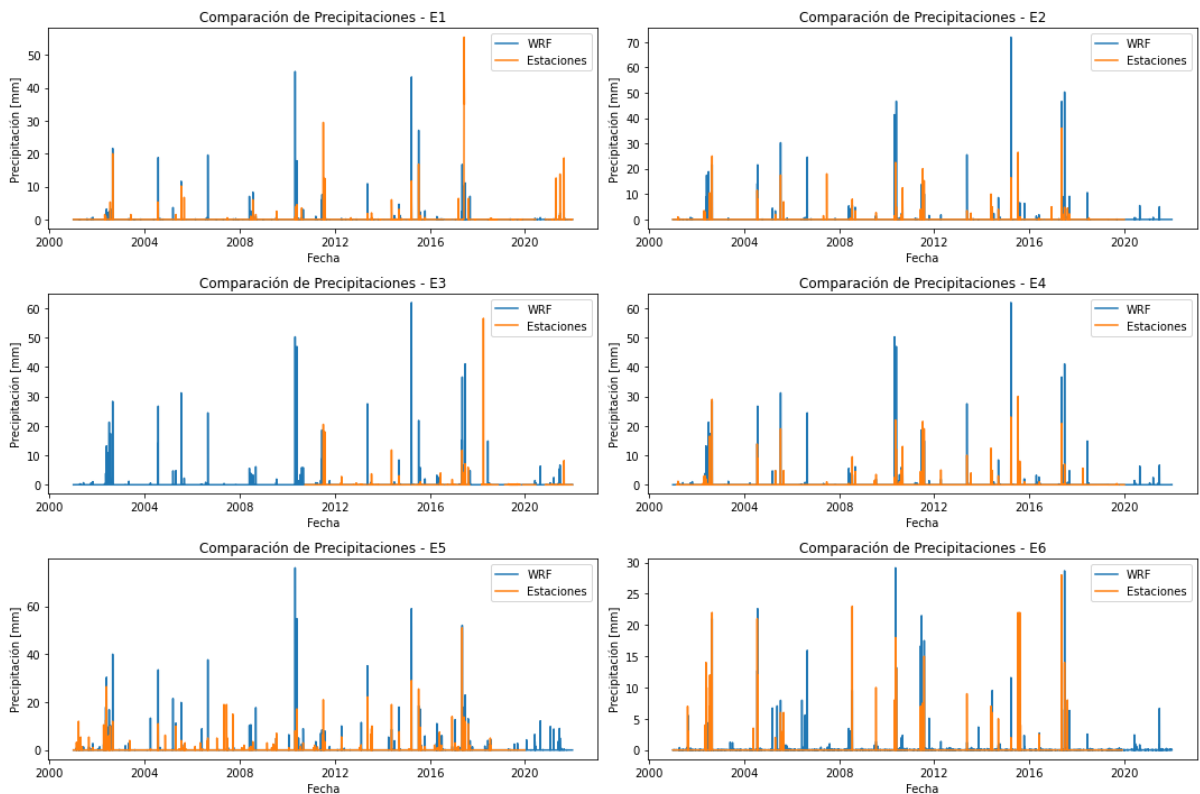 Comparación de Precipitaciones - E1
Precipitación [mm]
50
40
30
20
10
0
WRF
Estaciones
2000 2004 2008 2012 2016 2020
Fecha
Comparación de Precipitaciones - E2
Precipitación [mm]
70
60
50
40
30
20
10
0
WRF
Estaciones
2000 2004 2008 2012 2016 2020
Fecha
Comparación de Precipitaciones - E3
Precipitación [mm]
60
50
40
30
20
10
0
WRF
Estaciones
2000 2004 2008 2012 2016 2020
Fecha
Comparación de Precipitaciones - E4
Precipitación [mm]
60
50
40
30
20
10
0
WRF
Estaciones
2000 2004 2008 2012 2016 2020
Fecha
Comparación de Precipitaciones - E5
Precipitación [mm]
60
40
20
0
WRF
Estaciones
2000 2004 2008 2012 2016 2020
Fecha
Comparación de Precipitaciones - E6
Precipitación [mm]
30
25
20
15
10
5
0
WRF
Estaciones
2000 2004 2008 2012 2016 2020
Fecha